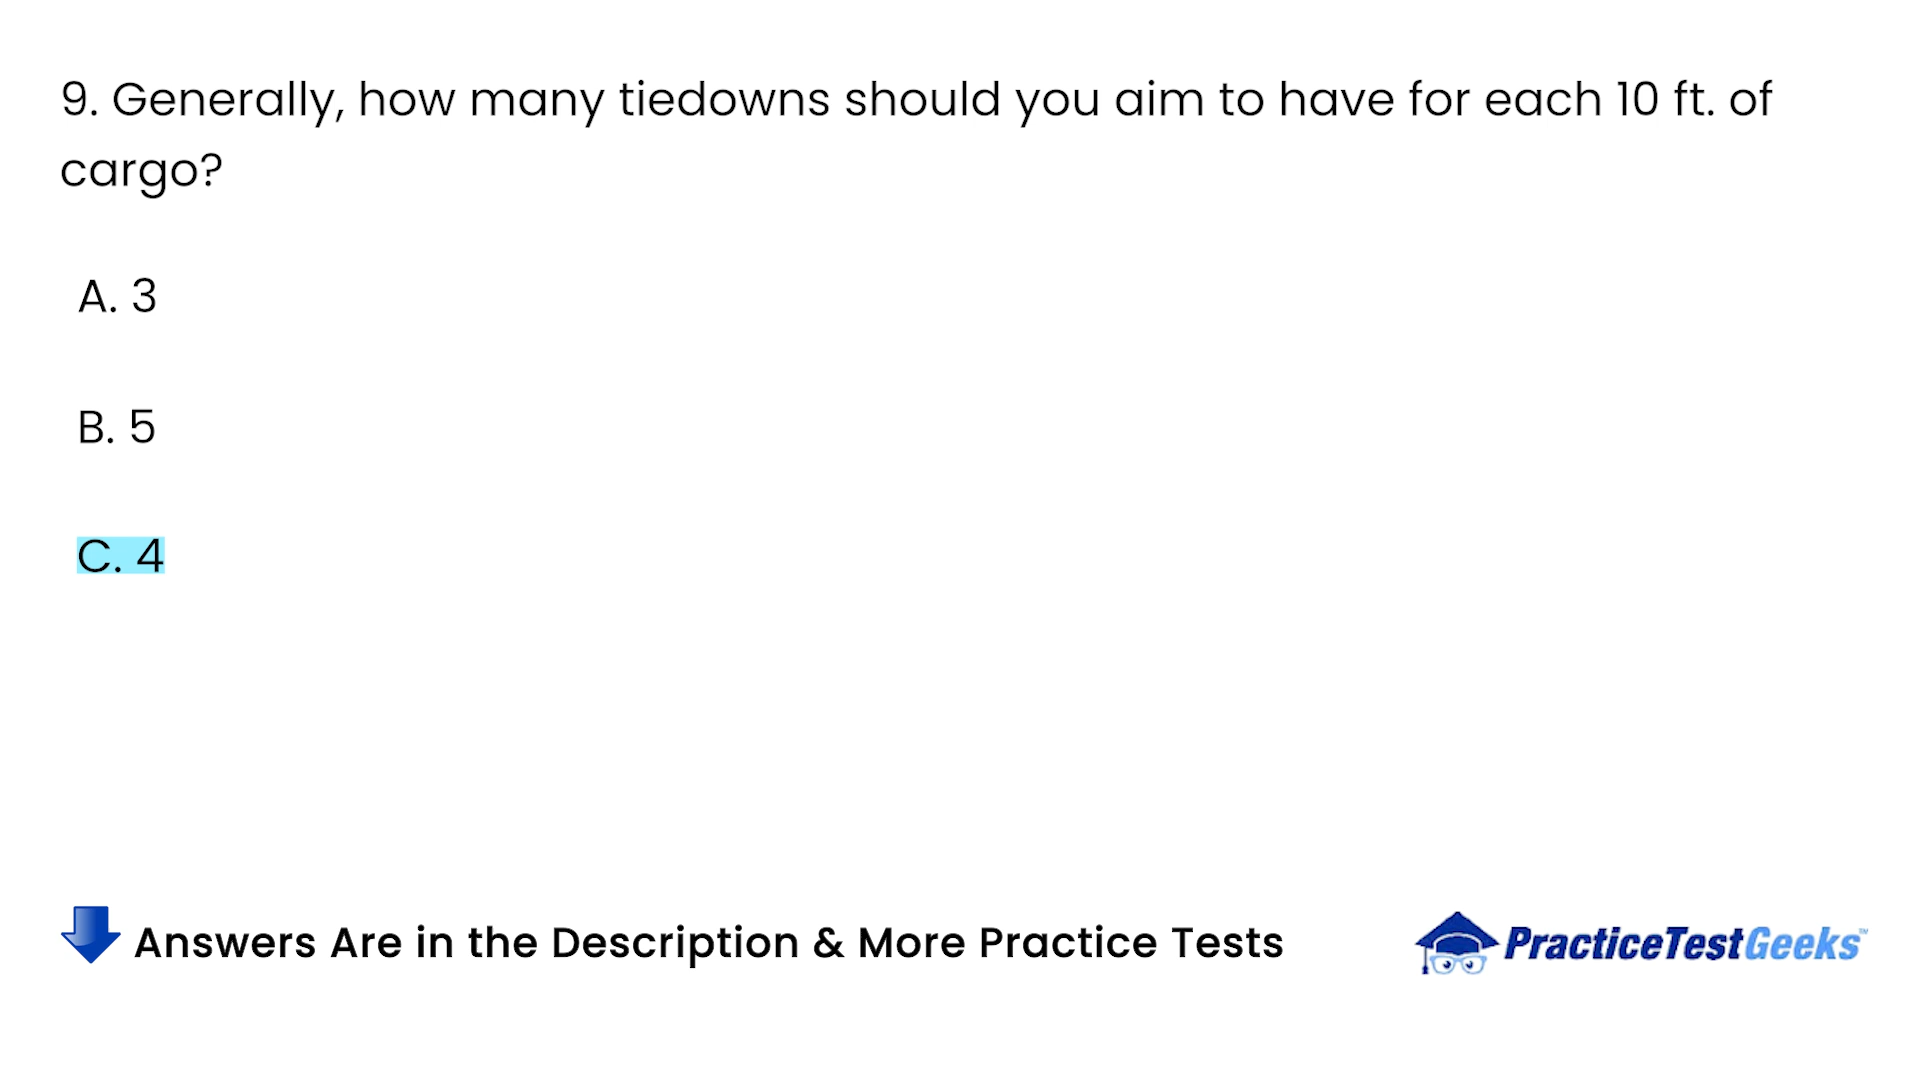 9. Generally, how many tiedowns should you aim to have for each 10 ft. of
cargo?
A. 3
B. 5
C. 4
Answers Are in the Description & More Practice Tests
PracticeTestGeeks™